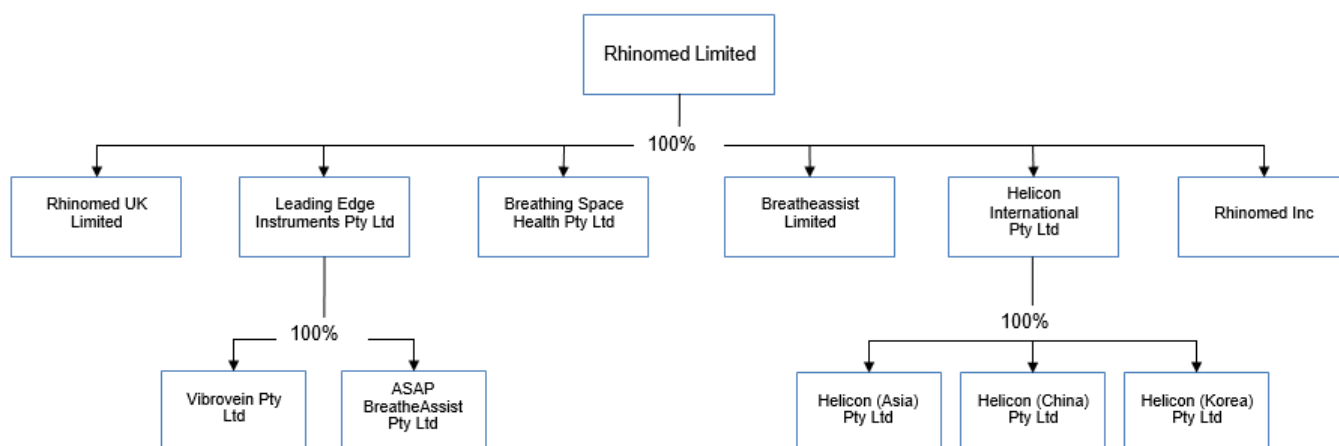 Rhinomed Limited
100%
Rhinomed UK
Limited
Leading Edge
Instruments Pty Ltd
Breathing Space
Health Pty Ltd
Breatheassist
Limited
Helicon
International
Pty Ltd
Rhinomed Inc
100%
100%
Vibrovein Pty
Ltd
ASAP
BreatheAssist
Pty Ltd
Helicon (Asia)
Pty Ltd
Helicon (China)
Pty Ltd
Helicon (Korea)
Pty Ltd